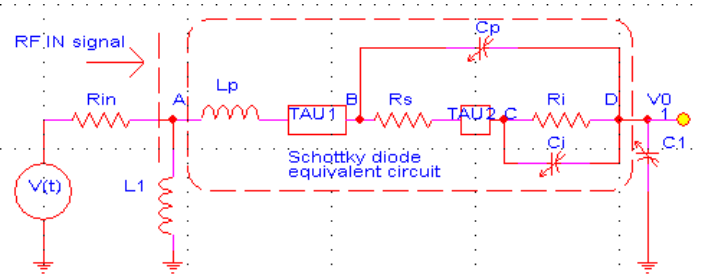 RF IN signal
Cp
Lp
Rin
A
B
Rs
TAU2
C
Ri
D
V0
1
TAU1
Cj
C1
Schottky diode
equivalent circuit
V(t)
L1